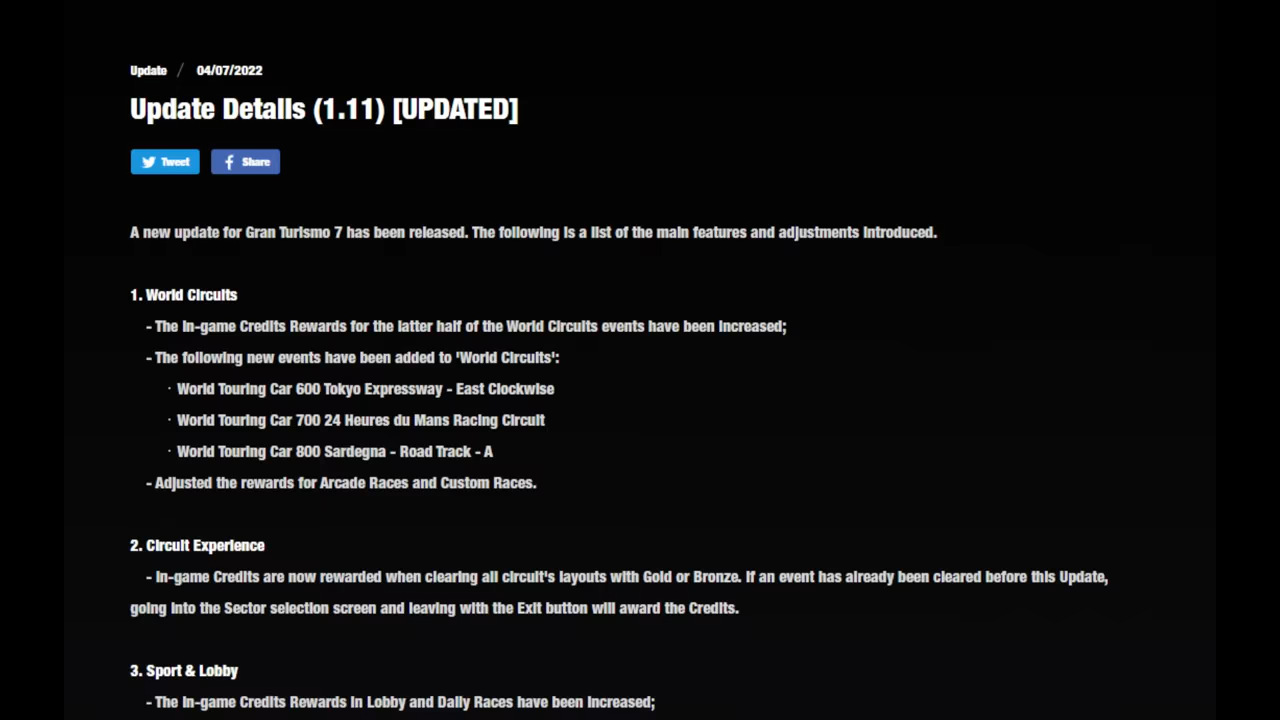 Update / 04/07/2022
Update Details (1.11) [UPDATED]
Tweet Share
A new update for Gran Turismo 7 has been released. The following is a list of the main features and adjustments introduced.
1. World Circuits
- The In-game Credits Rewards for the latter half of the World Circuits events have been increased;
- The following new events have been added to 'World Circuits':
· World Touring Car 600 Tokyo Expressway - East Clockwise
· World Touring Car 700 24 Heures du Mans Racing Circuit
· World Touring Car 800 Sardegna - Road Track - A
- Adjusted the rewards for Arcade Races and Custom Races.
2. Circuit Experience
- In-game Credits are now rewarded when clearing all circuit's layouts with Gold or Bronze. If an event has already been cleared before this Update,
going into the Sector selection screen and leaving with the Exit button will award the Credits.
3. Sport & Lobby
- The In-game Credits Rewards in Lobby and Daily Races have been increased;